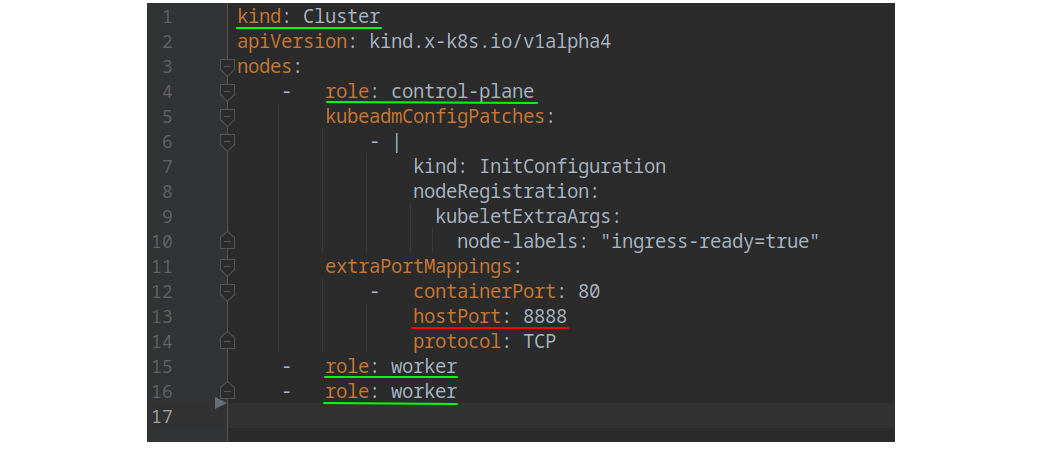 1 kind: Cluster
2 apiVersion: kind.x-k8s.io/v1alpha4
3 nodes:
4 - role: control-plane
5 kubeadmConfigPatches:
6 - |
7 kind: InitConfiguration
8 nodeRegistration:
9 kubeletExtraArgs:
10 node-labels: "ingress-ready=true"
11 extraPortMappings:
12 - containerPort: 80
13 hostPort: 8888
14 protocol: TCP
15 - role: worker
16 - role: worker
17